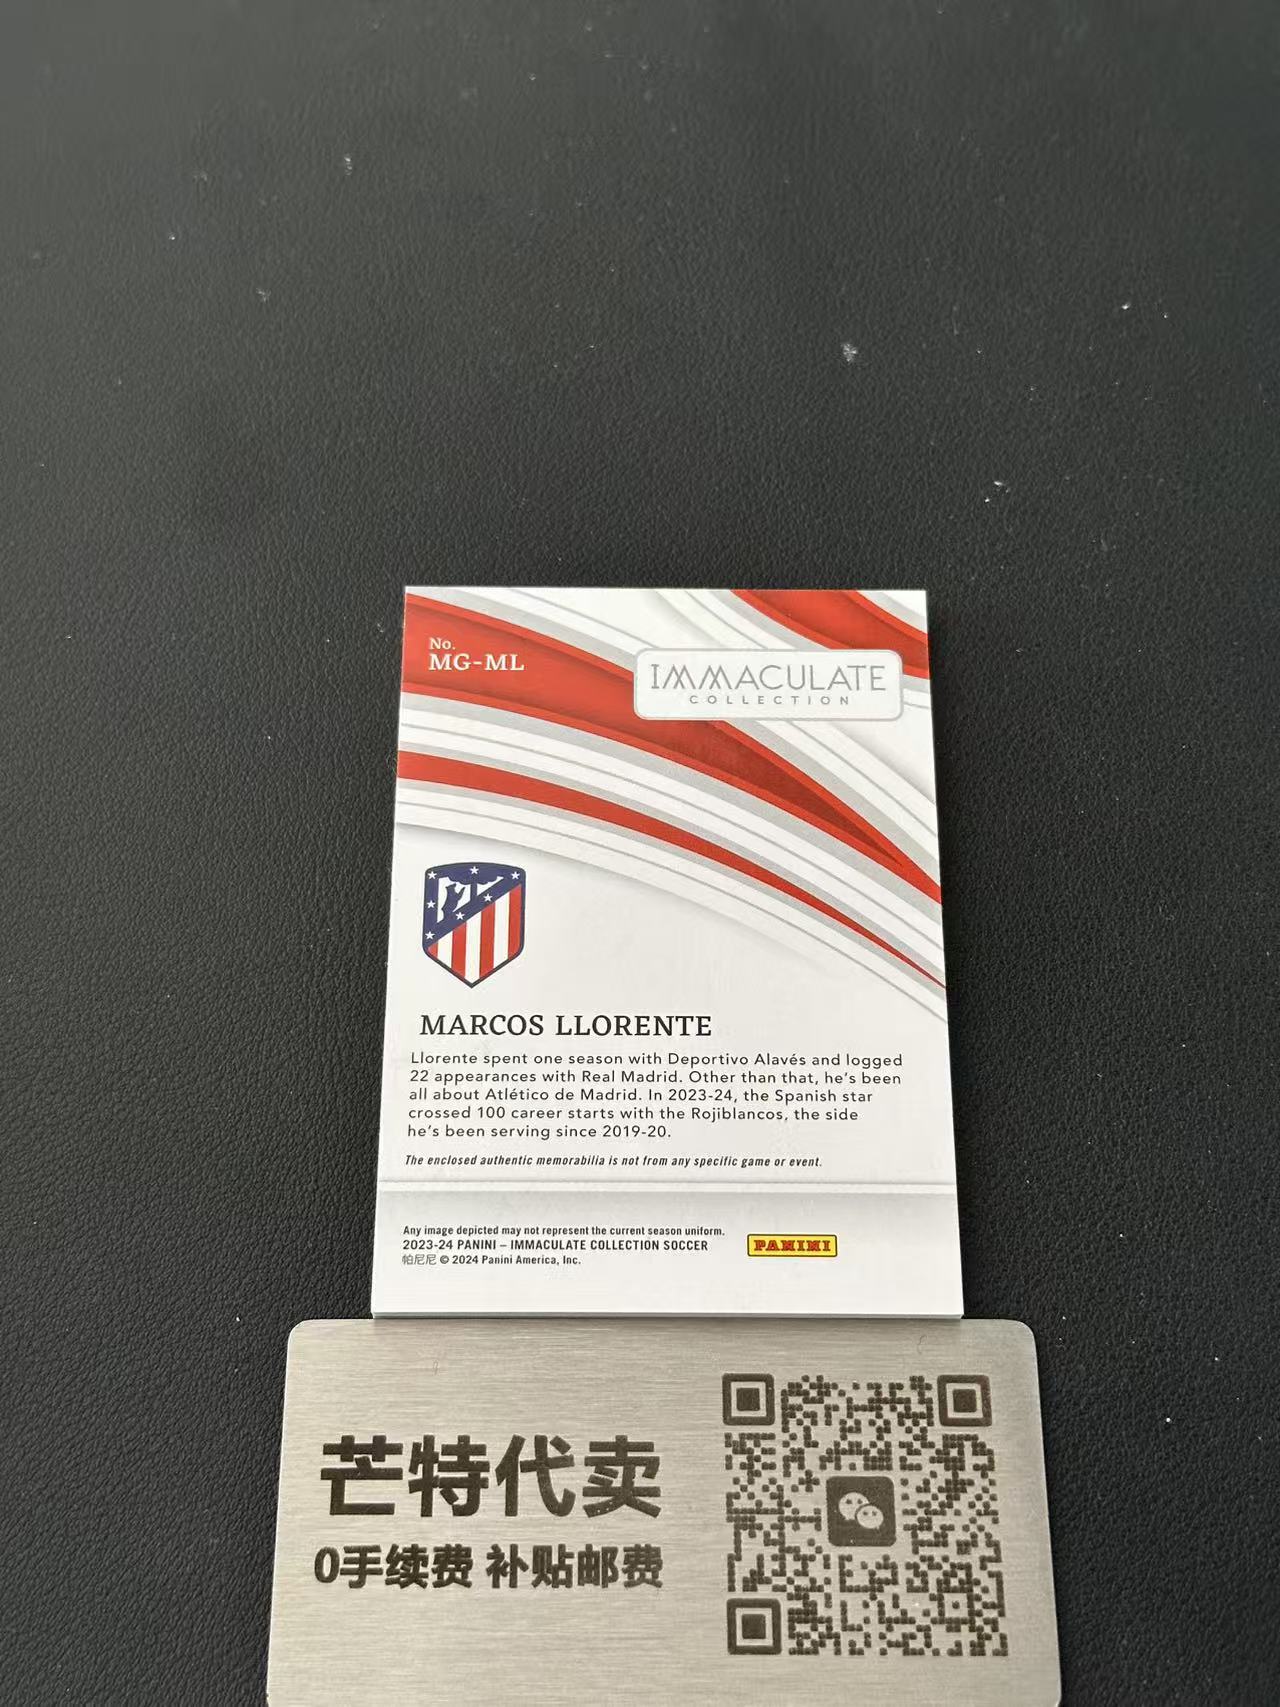 No.
MG-ML
IMMACULATE
COLLECTION
MARCOS LLORENTE
Llorente spent one season with Deportivo Alavés and logged
22 appearances with Real Madrid. Other than that, he's been
all about Atlético de Madrid. In 2023-24, the Spanish star
crossed 100 career starts with the Rojiblancos, the side
he's been serving since 2019-20.
The enclosed authentic memorabilia is not from any specific game or event.
Any image depicted may not represent the current season uniform.
2023-24 PANINI – IMMACULATE COLLECTION SOCCER
帕尼尼 © 2024 Panini America, Inc.
PANINI
芒特代卖
0手续费 补贴邮费